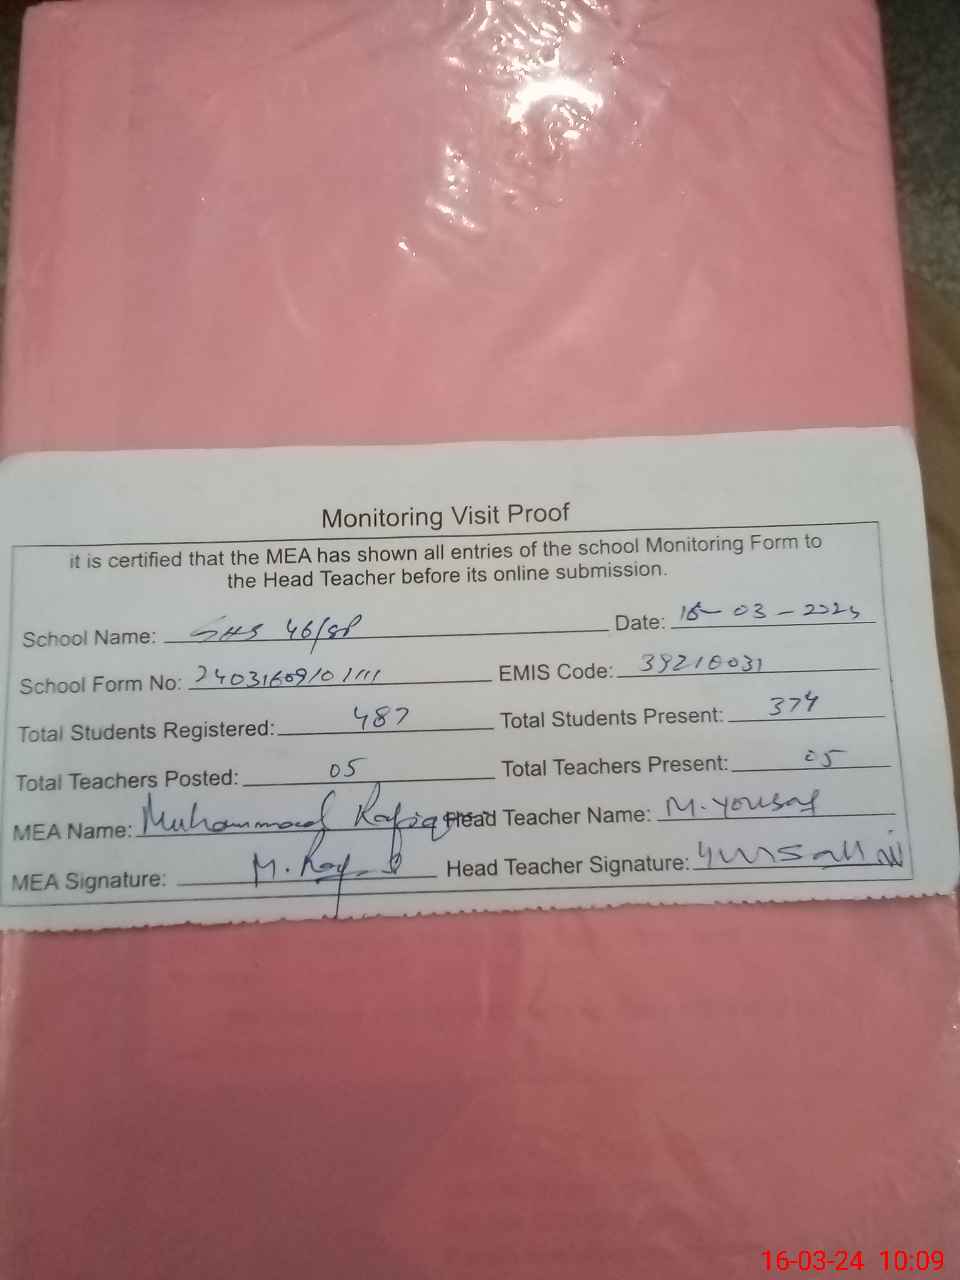 Monitoring Visit Proof
it is certified that the MEA has shown all entries of the school Monitoring Form to
the Head Teacher before its online submission.
School Name: GHS 46/SP Date: 16-03-2024
School Form No: 24031609101111 EMIS Code: 39210031
Total Students Registered: 487 Total Students Present: 374
Total Teachers Posted: 05 Total Teachers Present: 05
MEA Name: Muhammad Rafiq Head Teacher Name: M. Yousaf
MEA Signature: M. Head Teacher Signature:
16-03-24 10:09